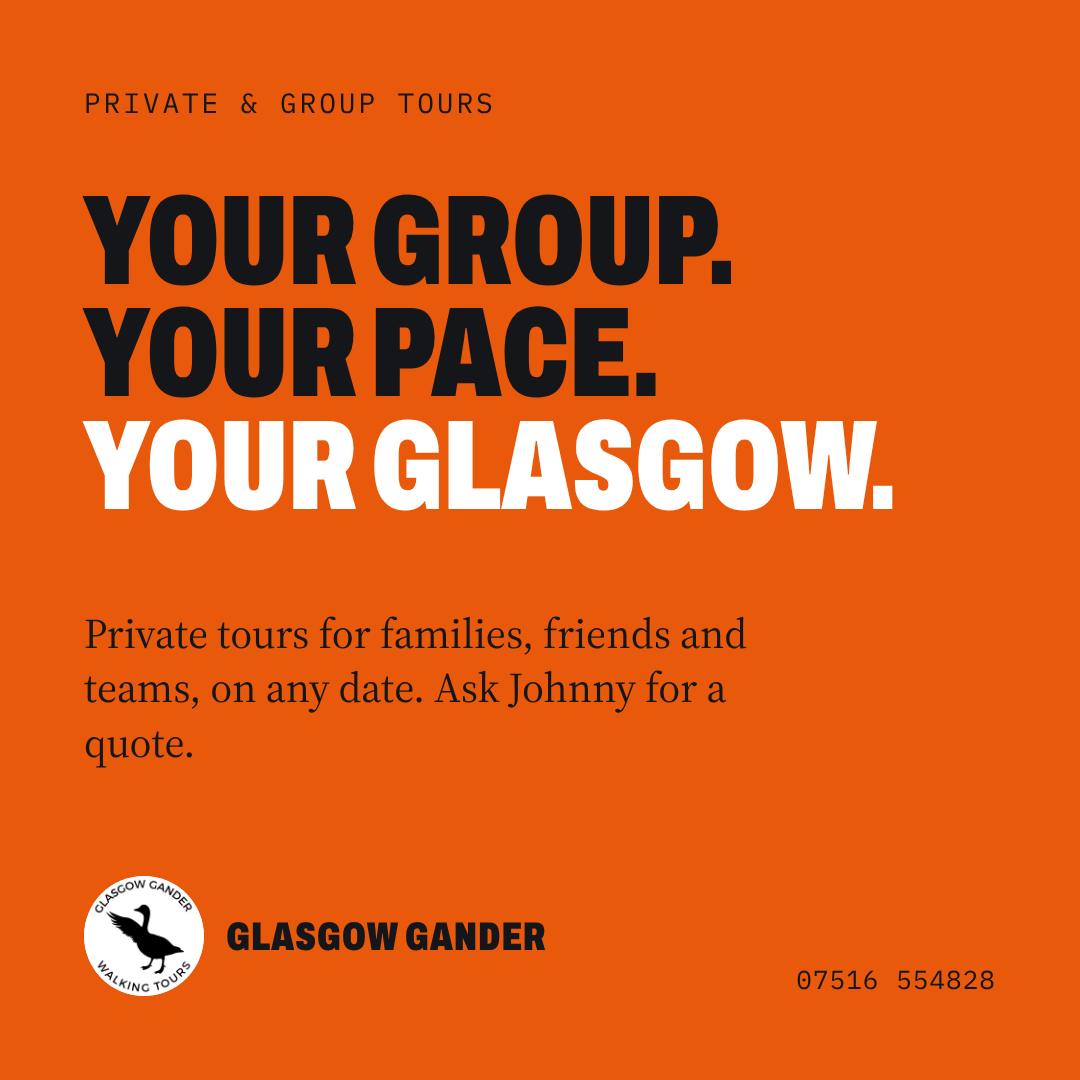 PRIVATE & GROUP TOURS
YOUR GROUP.
YOUR PACE.
YOUR GLASGOW.
Private tours for families, friends and
teams, on any date. Ask Johnny for a
quote.
GLASGOW GANDER
WALKING TOURS
GLASGOW GANDER
07516 554828